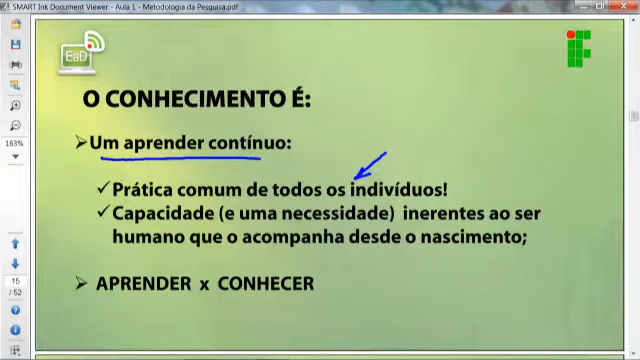 SMART Ink Document Viewer - Aula 1 - Metodologia da Pesquisa.pdf
EaD
O CONHECIMENTO É:
Um aprender contínuo:
Prática comum de todos os indivíduos!
Capacidade (e uma necessidade) inerentes ao ser
humano que o acompanha desde o nascimento;
APRENDER x CONHECER
163%
15
/ 52